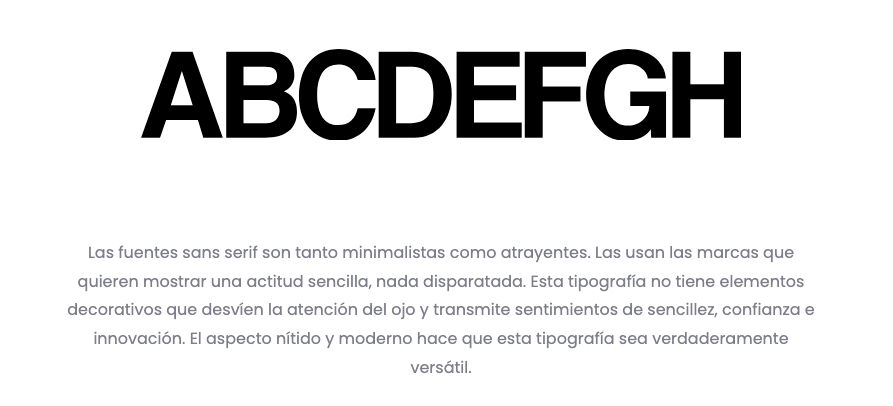 ABCDEFGH
Las fuentes sans serif son tanto minimalistas como atrayentes. Las usan las marcas que
quieren mostrar una actitud sencilla, nada disparatada. Esta tipografía no tiene elementos
decorativos que desvíen la atención del ojo y transmite sentimientos de sencillez, confianza e
innovación. El aspecto nítido y moderno hace que esta tipografía sea verdaderamente
versátil.